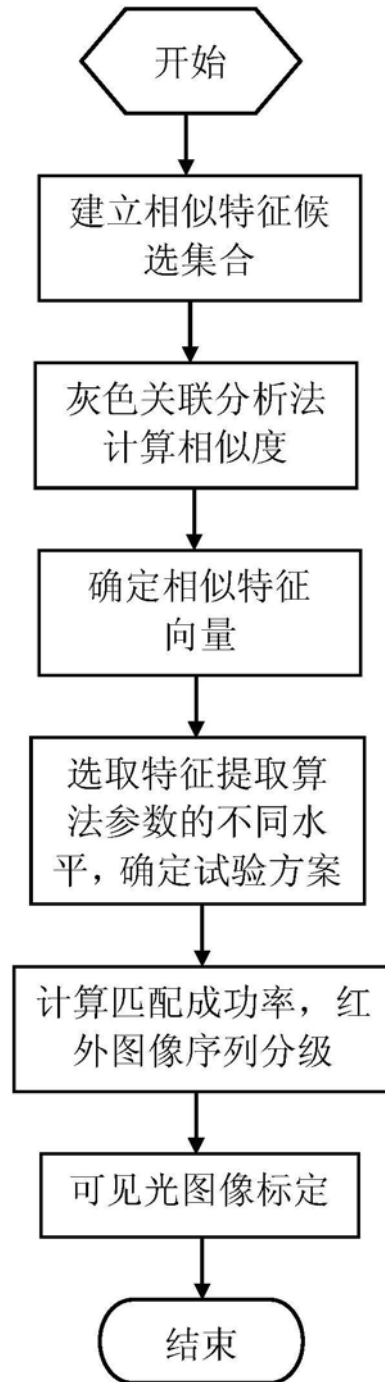 开始
建立相似特征候
选集合
灰色关联分析法
计算相似度
确定相似特征
向量
选取特征提取算
法参数的不同水
平，确定试验方案
计算匹配成功率，红
外图像序列分级
可见光图像标定
结束